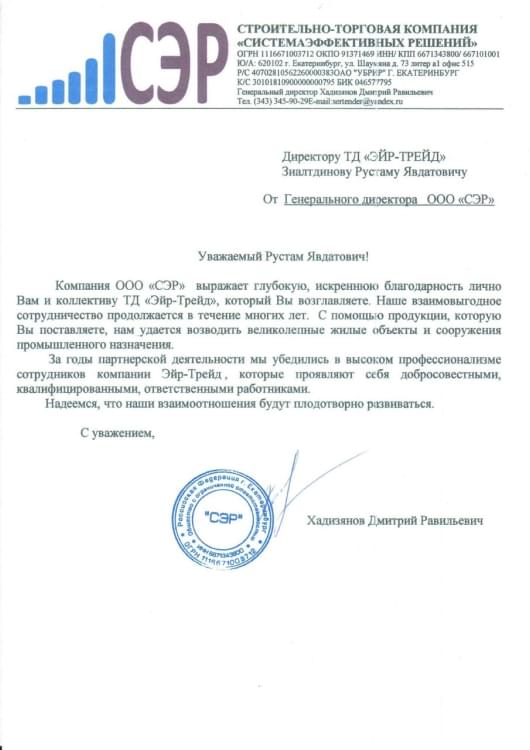 СЭР
СТРОИТЕЛЬНО-ТОРГОВАЯ КОМПАНИЯ
«СИСТЕМАЭФФЕКТИВНЫХ РЕШЕНИЙ»
ОГРН 1116671003712 ОКПО 91371469 ИНН/ КПП 6671343800/ 667101001
Ю/А: 620102 г. Екатеринбург, ул. Шаумяна д. 73 литер а1 офис 515
Р/С 40702810562260000383ОАО "УБРИР" Г. ЕКАТЕРИНБУРГ
К/С 30101810900000000795 БИК 046577795
Генеральный директор Хадизянов Дмитрий Равильевич
Тел. (343) 345-90-29E-mail:sertender@yandex.ru
Директору ТД «ЭЙР-ТРЕЙД»
Зиалтдинову Рустаму Явдатовичу
От Генерального директора ООО «СЭР»
Уважаемый Рустам Явдатович!
Компания ООО «СЭР» выражает глубокую, искреннюю благодарность лично
Вам и коллективу ТД «Эйр-Трейд», который Вы возглавляете. Наше взаимовыгодное
сотрудничество продолжается в течение многих лет. С помощью продукции, которую
Вы поставляете, нам удается возводить великолепные жилые объекты и сооружения
промышленного назначения.
За годы партнерской деятельности мы убедились в высоком профессионализме
сотрудников компании Эйр-Трейд , которые проявляют себя добросовестными,
квалифицированными, ответственными работниками.
Надеемся, что наши взаимоотношения будут плодотворно развиваться.
С уважением,
Российская Федерация г. Екатеринбург
Общество с ограниченной ответственностью
"СЭР"
ИНН 6671343800
ОГРН 1116671003712
Хадизянов Дмитрий Равильевич